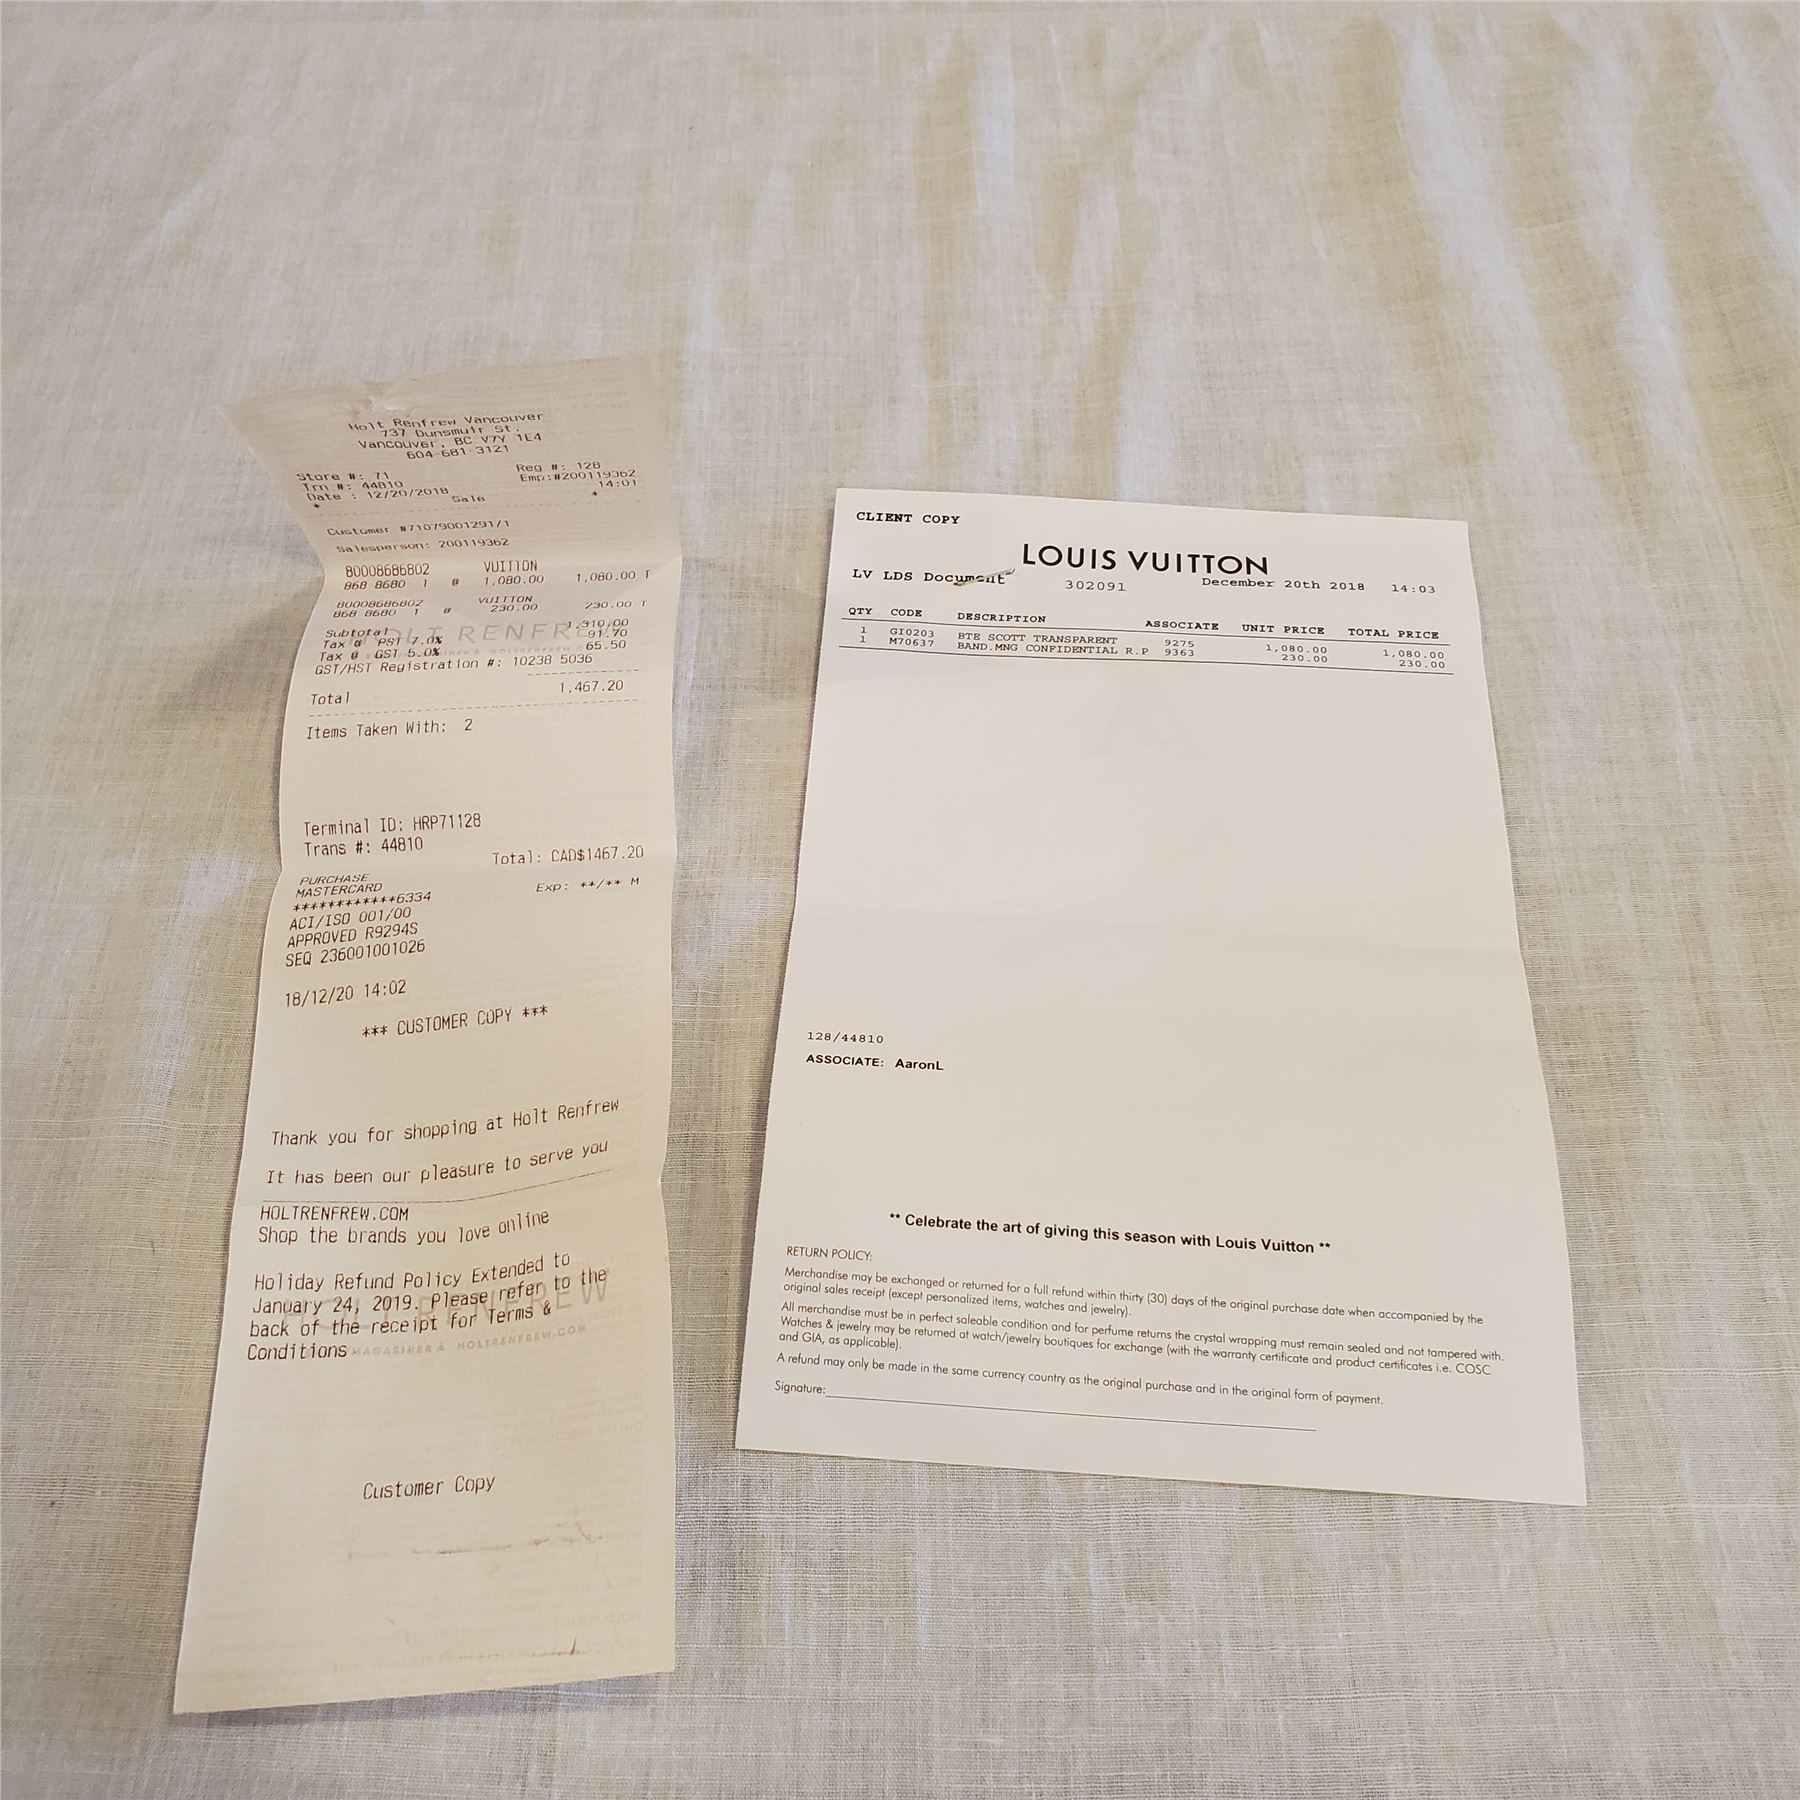 Holt Renfrew Vancouver
737 Dunsmuir St.
Vancouver, BC V7Y 1E4
604-681-3121
Store #: 71 Reg #: 128
Trn #: 44810 Emp:#200119362
Date : 12/20/2018 14:01
* Sale *
Customer #71079001291/1
Salesperson: 200119362
80008686802 VUITTON
868 8680 1 @ 1,080.00 1,080.00 T
80008686802 VUITTON
868 8680 1 @ 230.00 230.00 T
Subtotal 1,310.00
Tax @ PST 7.0% 91.70
Tax @ GST 5.0% 65.50
GST/HST Registration #: 10238 5036
Total 1,467.20
Items Taken With: 2
Terminal ID: HRP71128
Trans #: 44810
Total: CAD$1467.20
PURCHASE
MASTERCARD Exp: **/** M
************6334
ACI/ISO 001/00
APPROVED R9294S
SEQ 236001001026
18/12/20 14:02
*** CUSTOMER COPY ***
Thank you for shopping at Holt Renfrew
It has been our pleasure to serve you
HOLTRENFREW.COM
Shop the brands you love online
Holiday Refund Policy Extended to
January 24, 2019. Please refer to the
back of the receipt for Terms &
Conditions
HOLT RENFREW
MAGASINER À HOLTRENFREW.COM
Customer Copy
CLIENT COPY
LOUIS VUITTON
LV LDS Document 302091 December 20th 2018 14:03
QTY CODE DESCRIPTION ASSOCIATE UNIT PRICE TOTAL PRICE
1 GI0203 BTE SCOTT TRANSPARENT 9275 1,080.00 1,080.00
1 M70637 BAND.MNG CONFIDENTIAL R.P 9363 230.00 230.00
128/44810
ASSOCIATE: AaronL
** Celebrate the art of giving this season with Louis Vuitton **
RETURN POLICY:
Merchandise may be exchanged or returned for a full refund within thirty (30) days of the original purchase date when accompanied by the
original sales receipt (except personalized items, watches and jewelry).
All merchandise must be in perfect saleable condition and for perfume returns the crystal wrapping must remain sealed and not tampered with.
Watches & jewelry may be returned at watch/jewelry boutiques for exchange (with the warranty certificate and product certificates i.e. COSC
and GIA, as applicable).
A refund may only be made in the same currency country as the original purchase and in the original form of payment.
Signature: